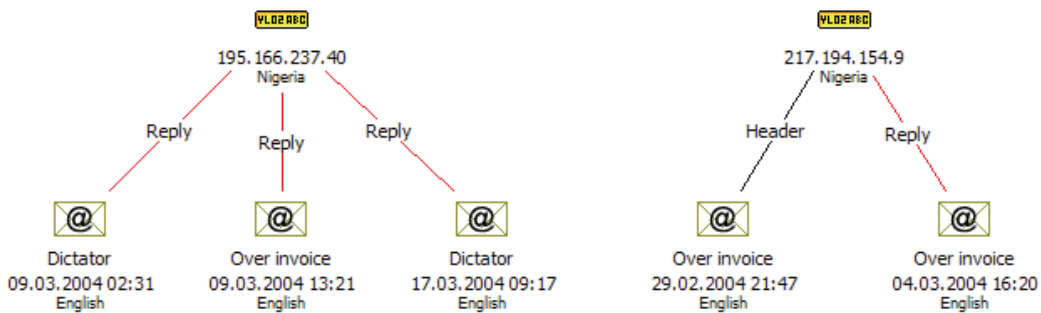 YL02ABC
195.166.237.40
Nigeria
Reply
Reply
Reply
@
Dictator
09.03.2004 02:31
English
@
Over invoice
09.03.2004 13:21
English
@
Dictator
17.03.2004 09:17
English
YL02ABC
217.194.154.9
Nigeria
Header
Reply
@
Over invoice
29.02.2004 21:47
English
@
Over invoice
04.03.2004 16:20
English